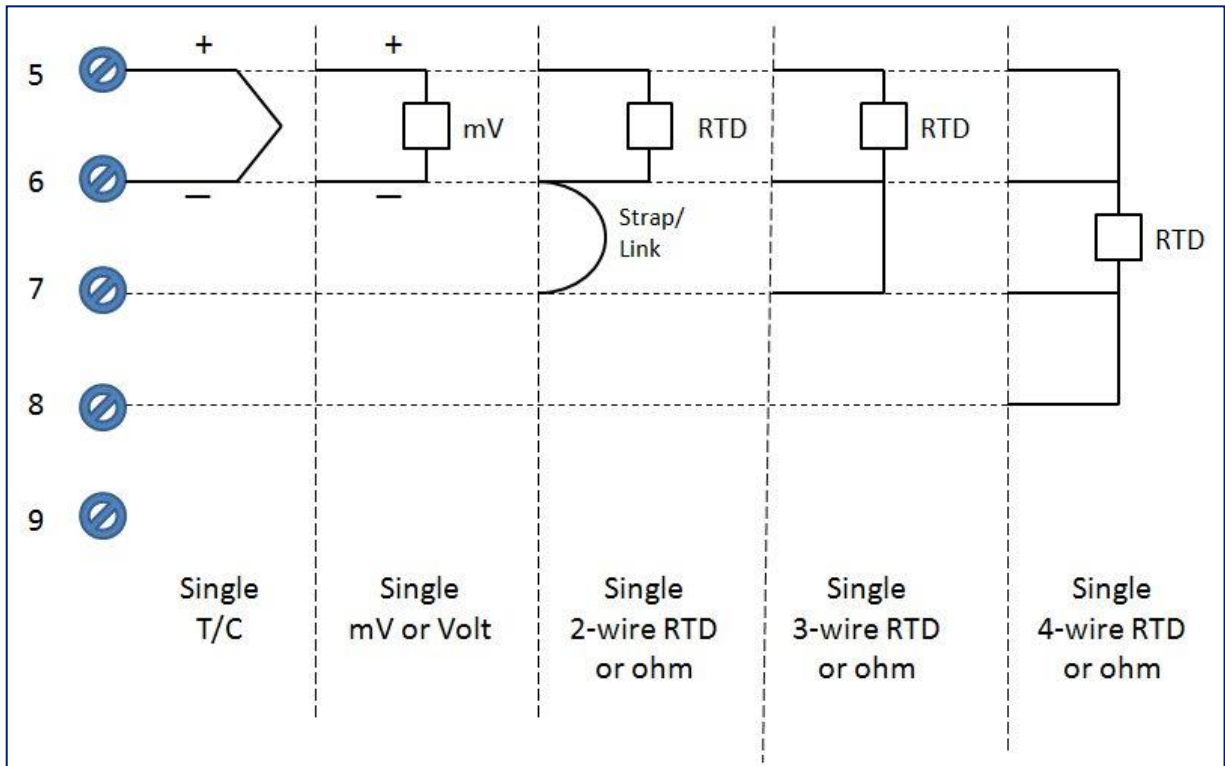 5
+
+
mV
RTD
RTD
6
–
–
Strap/
Link
RTD
7
8
9
Single
T/C
Single
mV or Volt
Single
2-wire RTD
or ohm
Single
3-wire RTD
or ohm
Single
4-wire RTD
or ohm